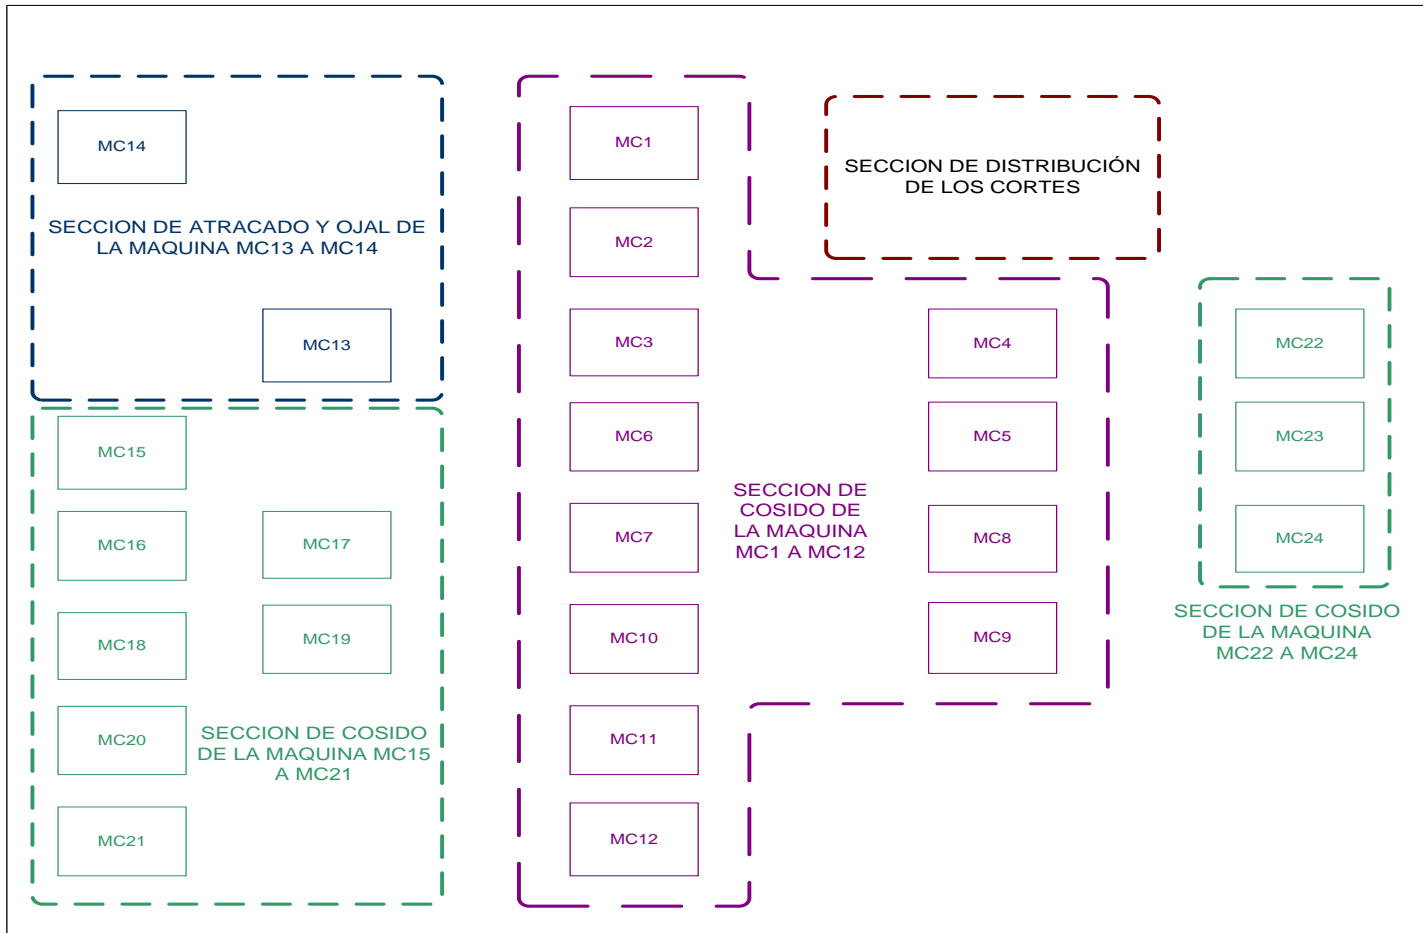 MC14
SECCION DE ATRACADO Y OJAL DE
LA MAQUINA MC13 A MC14
MC13
MC15
MC16
MC17
MC18
MC19
MC20
SECCION DE COSIDO
DE LA MAQUINA MC15
A MC21
MC21
MC1
MC2
MC3
MC6
MC7
MC10
MC11
MC12
SECCION DE
COSIDO DE
LA MAQUINA
MC1 A MC12
MC4
MC5
MC8
MC9
SECCION DE DISTRIBUCIÓN
DE LOS CORTES
MC22
MC23
MC24
SECCION DE COSIDO
DE LA MAQUINA
MC22 A MC24